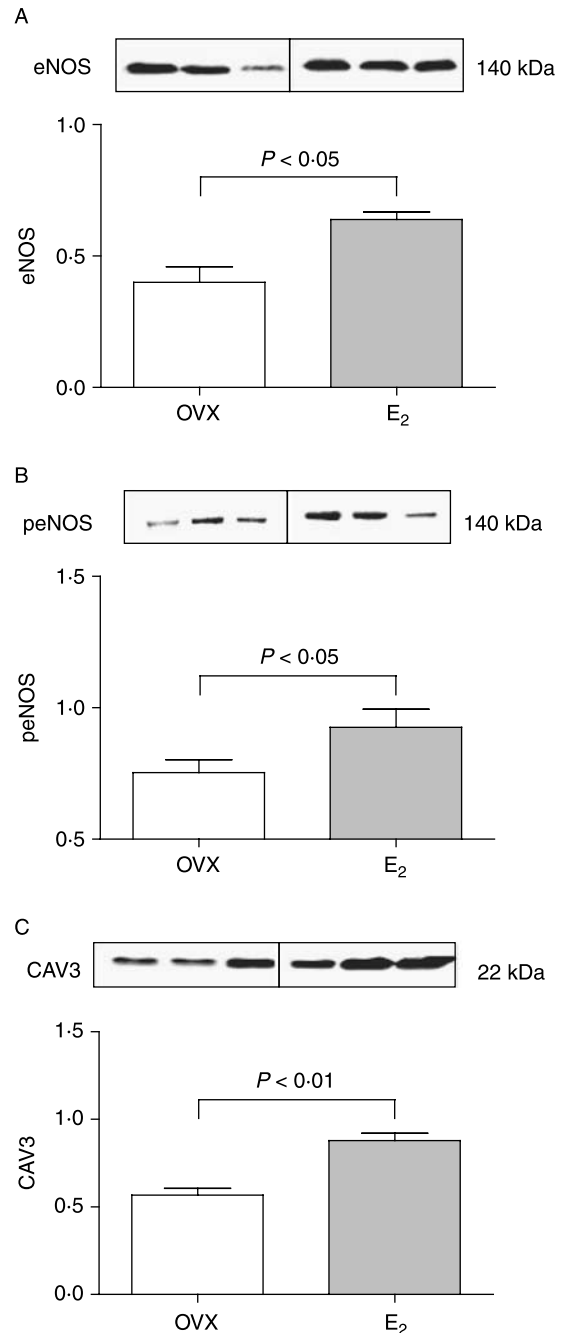 A
eNOS 140 kDa
1·0
P < 0·05
0·5
eNOS
0·0
OVX E₂
B
peNOS 140 kDa
1·5
P < 0·05
1·0
peNOS
0·5
OVX E₂
C
CAV3 22 kDa
1·5
P < 0·01
1·0
CAV3
0·5
0·0
OVX E₂